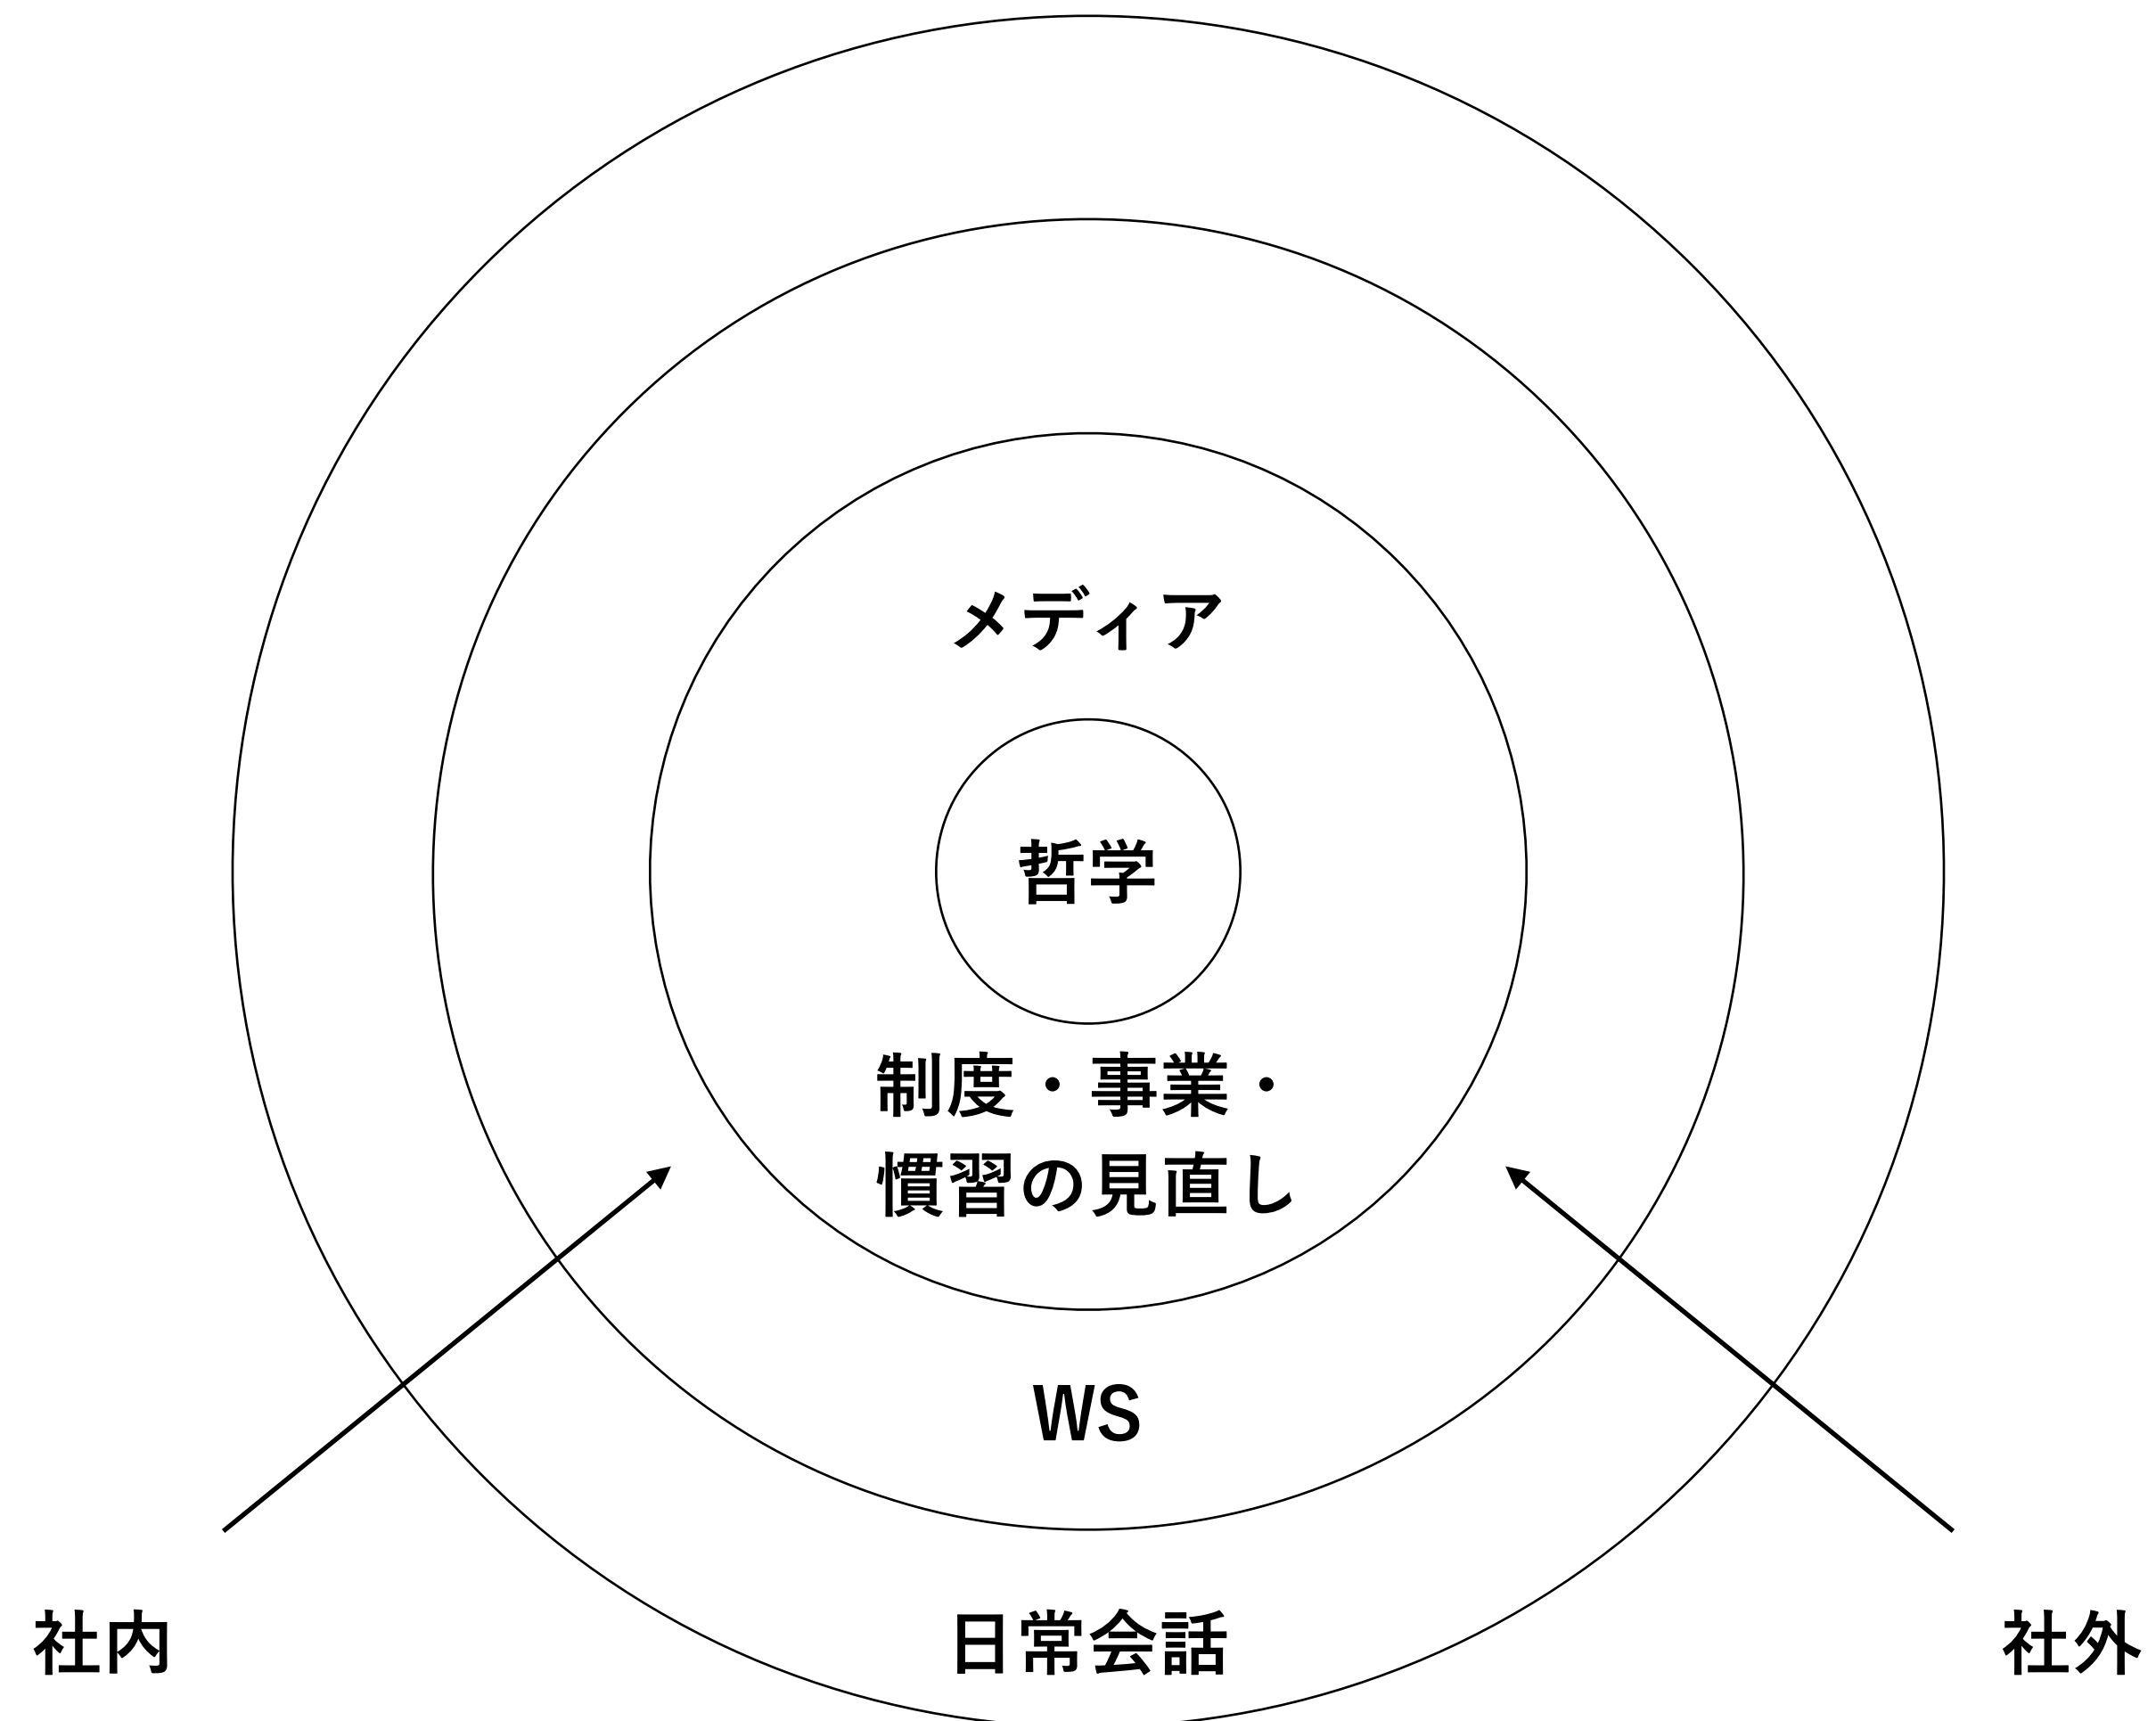 メディア
哲学
制度・事業・
慣習の見直し
WS
社内
日常会話
社外